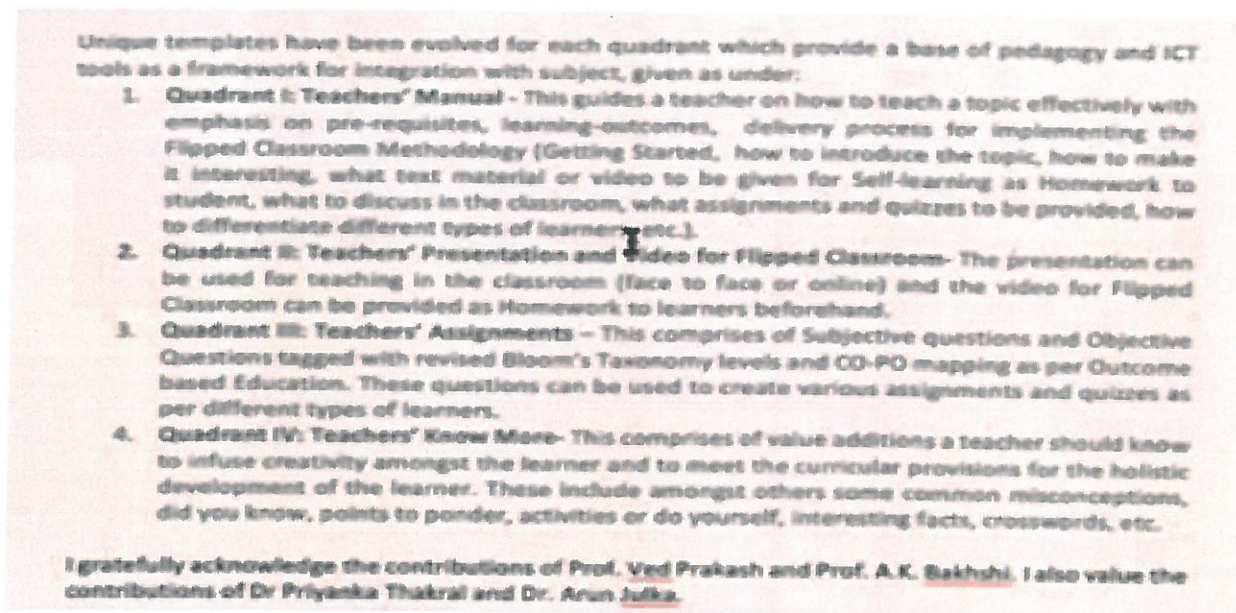 Unique templates have been evolved for each quadrant which provide a base of pedagogy and ICT
tools as a framework for integration with subject, given as under:
1. Quadrant I: Teachers' Manual - This guides a teacher on how to teach a topic effectively with
emphasis on pre-requisites, learning-outcomes, delivery process for implementing the
Flipped Classroom Methodology (Getting Started, how to introduce the topic, how to make
it interesting, what text material or video to be given for Self-learning as Homework to
student, what to discuss in the classroom, what assignments and quizzes to be provided, how
to differentiate different types of learners etc.).
2. Quadrant II: Teachers' Presentation and Video for Flipped Classroom- The presentation can
be used for teaching in the classroom (face to face or online) and the video for Flipped
Classroom can be provided as Homework to learners beforehand.
3. Quadrant III: Teachers' Assignments – This comprises of Subjective questions and Objective
Questions tagged with revised Bloom's Taxonomy levels and CO-PO mapping as per Outcome
based Education. These questions can be used to create various assignments and quizzes as
per different types of learners.
4. Quadrant IV: Teachers' Know More- This comprises of value additions a teacher should know
to infuse creativity amongst the learner and to meet the curricular provisions for the holistic
development of the learner. These include amongst others some common misconceptions,
did you know, points to ponder, activities or do yourself, interesting facts, crosswords, etc.
I gratefully acknowledge the contributions of Prof. Ved Prakash and Prof. A.K. Bakhshi. I also value the
contributions of Dr Priyanka Thakral and Dr. Arun Julka.